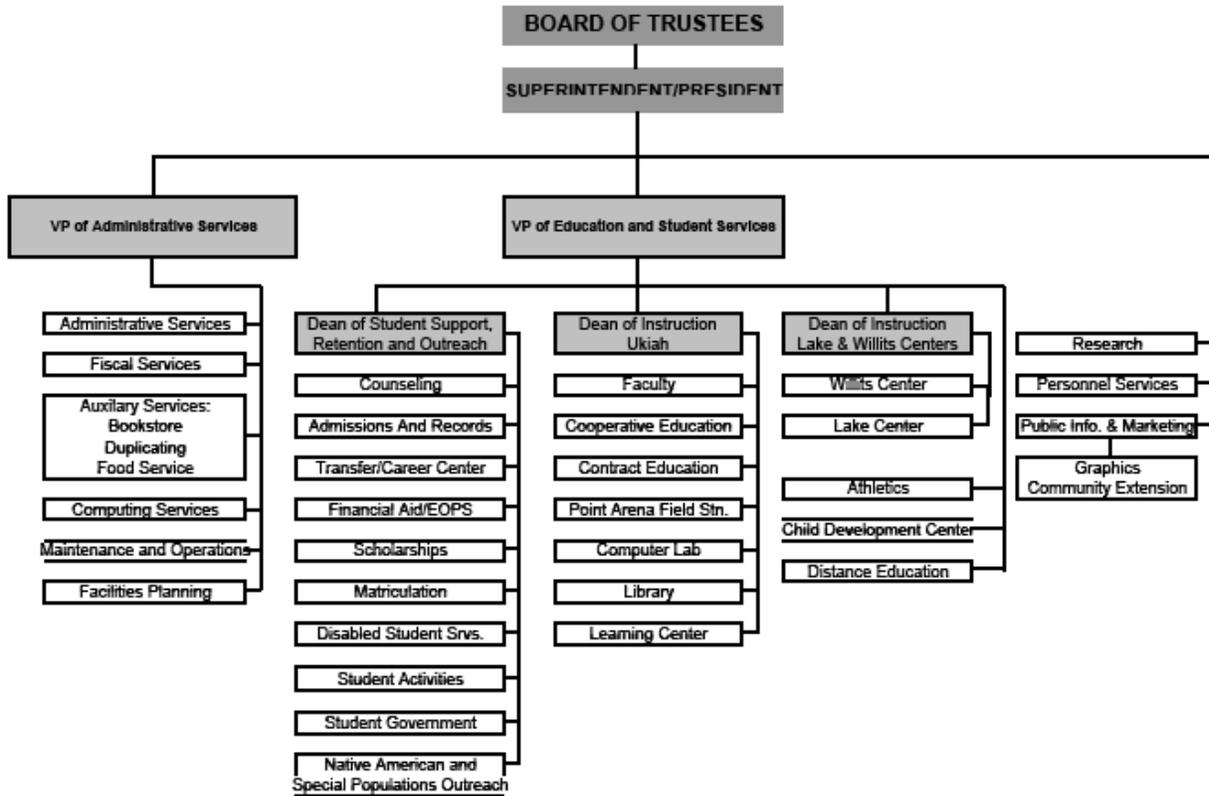 BOARD OF TRUSTEES
SUPERINTENDENT/PRESIDENT
VP of Administrative Services
VP of Education and Student Services
Administrative Services
Fiscal Services
Auxilary Services:
Bookstore
Duplicating
Food Service
Computing Services
Maintenance and Operations
Facilities Planning
Dean of Student Support,
Retention and Outreach
Counseling
Admissions And Records
Transfer/Career Center
Financial Aid/EOPS
Scholarships
Matriculation
Disabled Student Srvs.
Student Activities
Student Government
Native American and
Special Populations Outreach
Dean of Instruction
Ukiah
Faculty
Cooperative Education
Contract Education
Point Arena Field Stn.
Computer Lab
Library
Learning Center
Dean of Instruction
Lake & Willits Centers
Willits Center
Lake Center
Athletics
Child Development Center
Distance Education
Research
Personnel Services
Public Info. & Marketing
Graphics
Community Extension